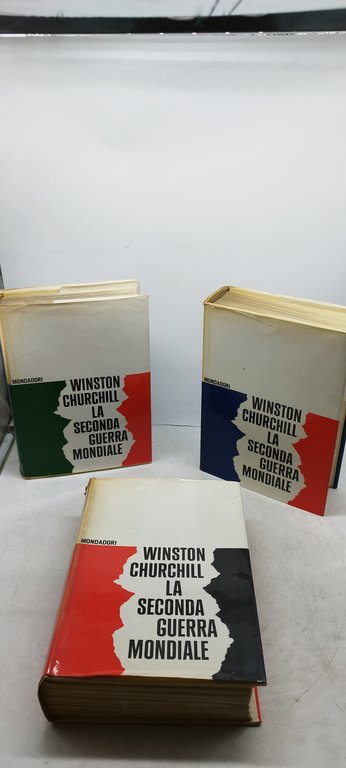 MONDADORI
WINSTON
CHURCHILL
LA
SECONDA
GUERRA
MONDIALE
MONDADORI
WINSTON
CHURCHILL
LA
SECONDA
GUERRA
MONDIALE
MONDADORI
WINSTON
CHURCHILL
LA
SECONDA
GUERRA
MONDIALE